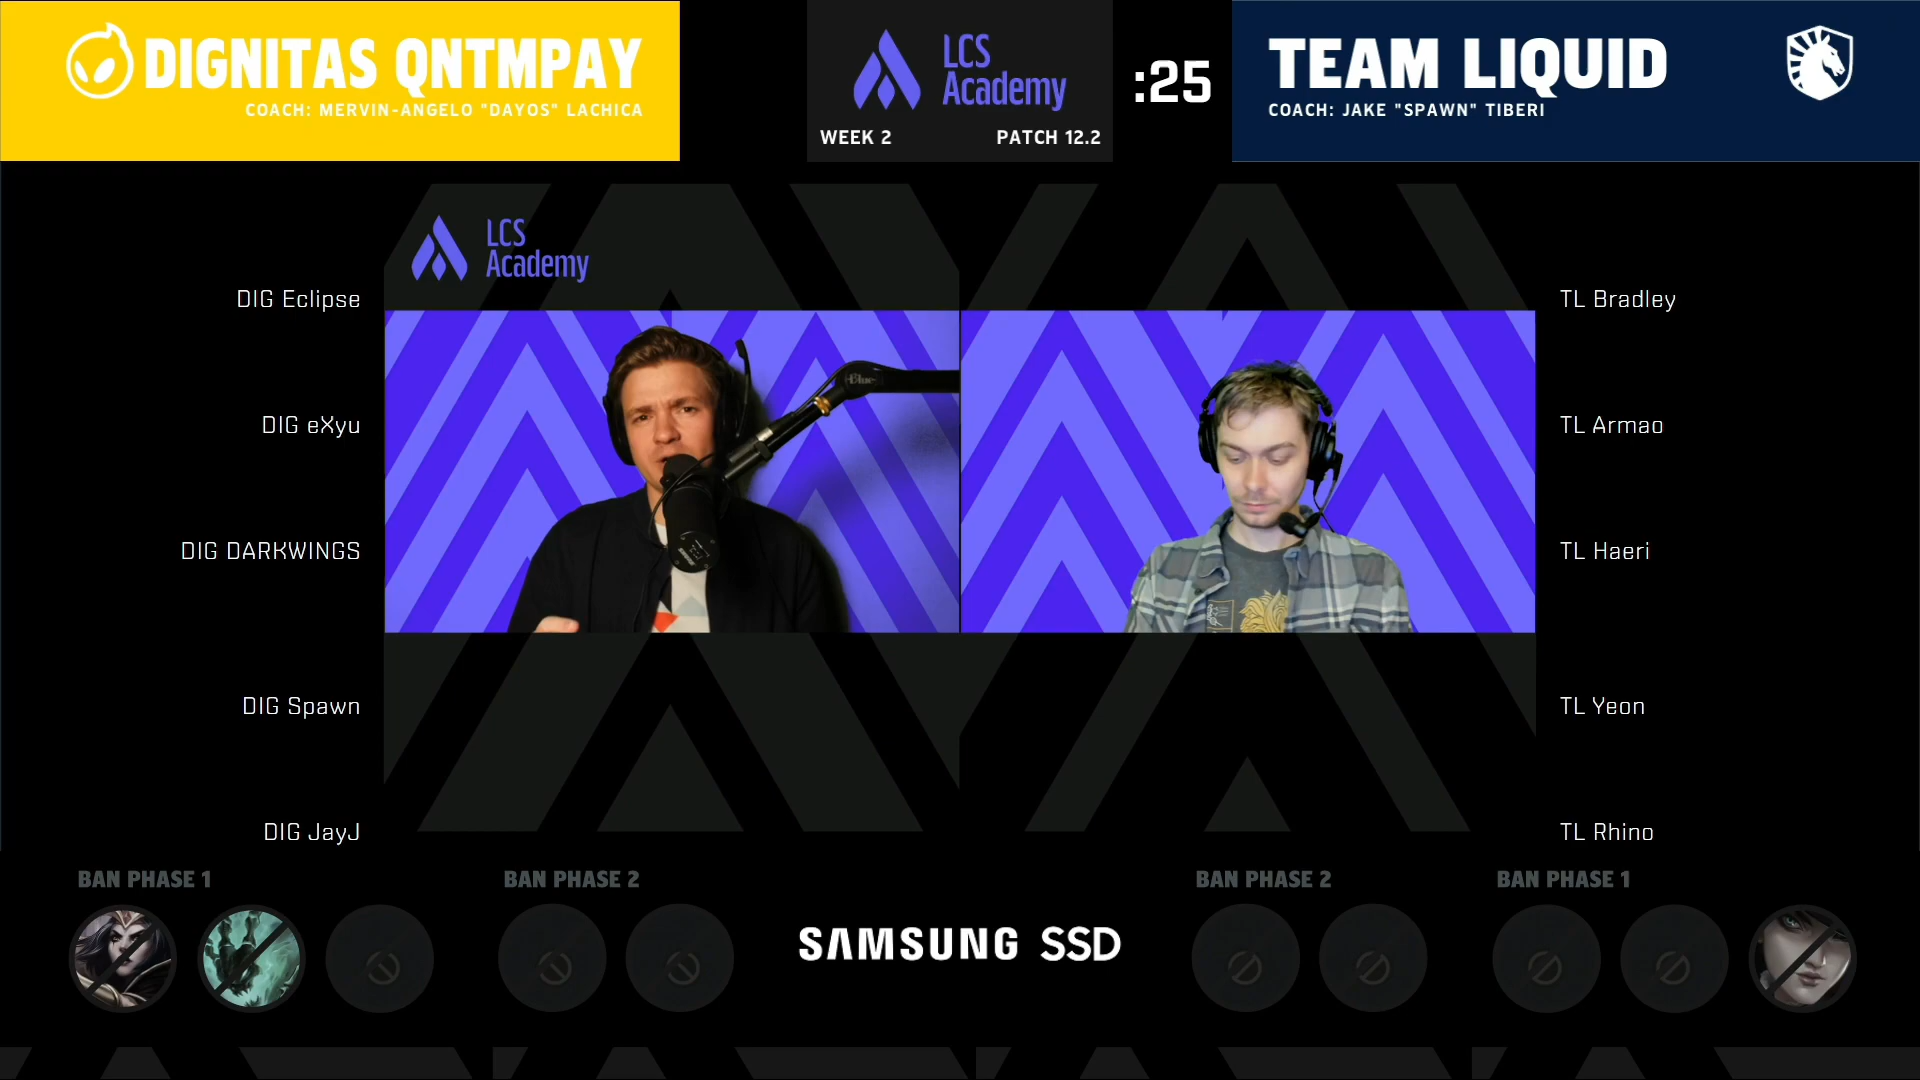 DIGNITAS QNTMPAY
COACH: MERVIN-ANGELO "DAYOS" LACHICA
LCS
Academy
WEEK 2
PATCH 12.2
:25
TEAM LIQUID
COACH: JAKE "SPAWN" TIBERI
LCS
Academy
DIG Eclipse
DIG eXyu
DIG DARKWINGS
DIG Spawn
DIG JayJ
Blue
TL Bradley
TL Armao
TL Haeri
TL Yeon
TL Rhino
BAN PHASE 1
BAN PHASE 2
SAMSUNG SSD
BAN PHASE 2
BAN PHASE 1